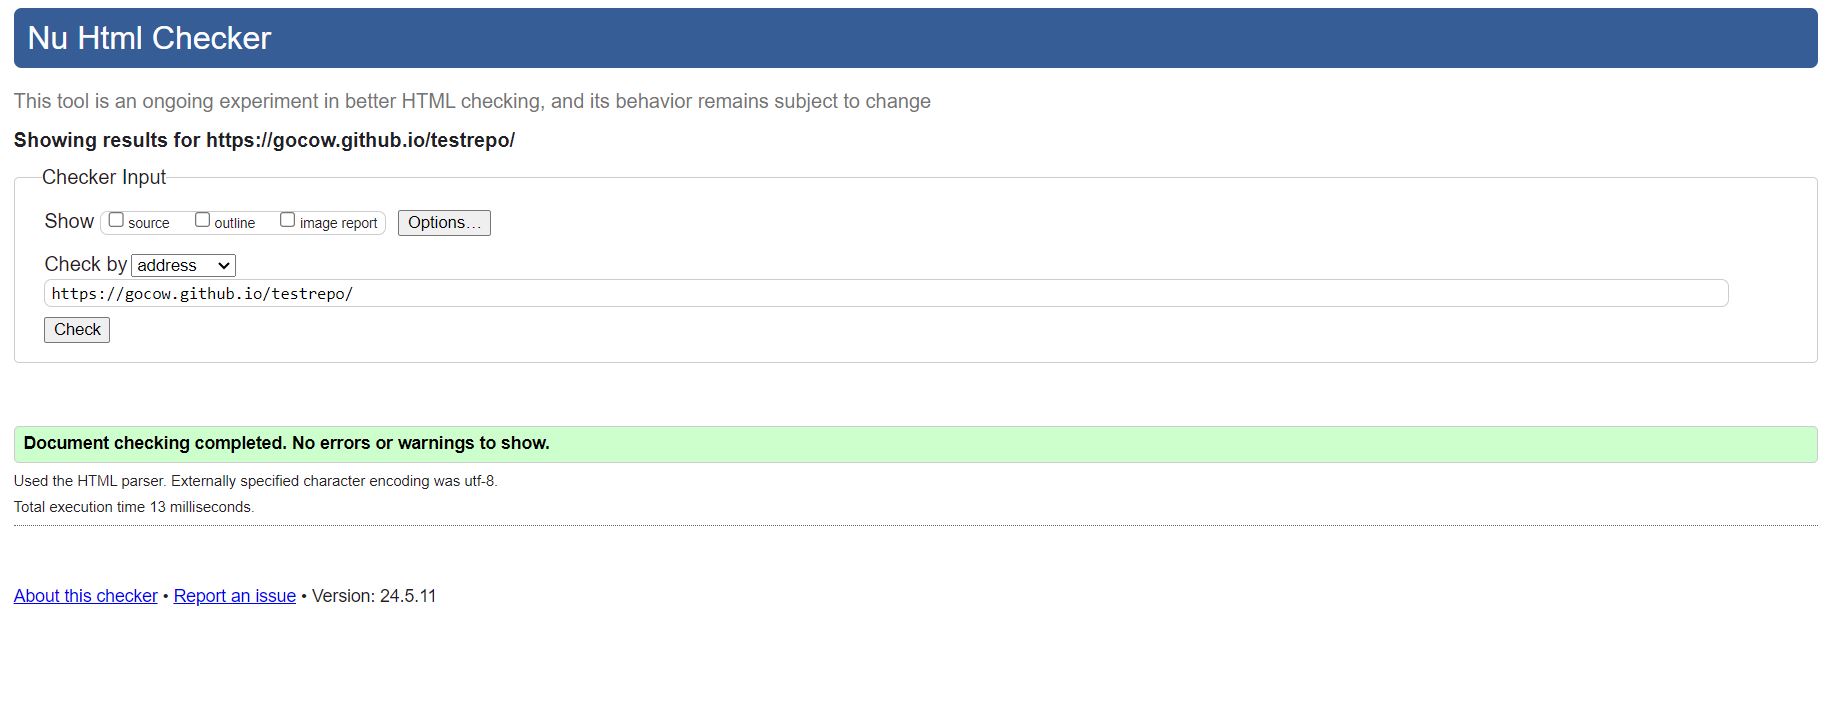 Nu Html Checker
This tool is an ongoing experiment in better HTML checking, and its behavior remains subject to change
Showing results for https://gocow.github.io/testrepo/
Checker Input
Show source outline image report Options…
Check by address
https://gocow.github.io/testrepo/
Check
Document checking completed. No errors or warnings to show.
Used the HTML parser. Externally specified character encoding was utf-8.
Total execution time 13 milliseconds.
About this checker • Report an issue • Version: 24.5.11